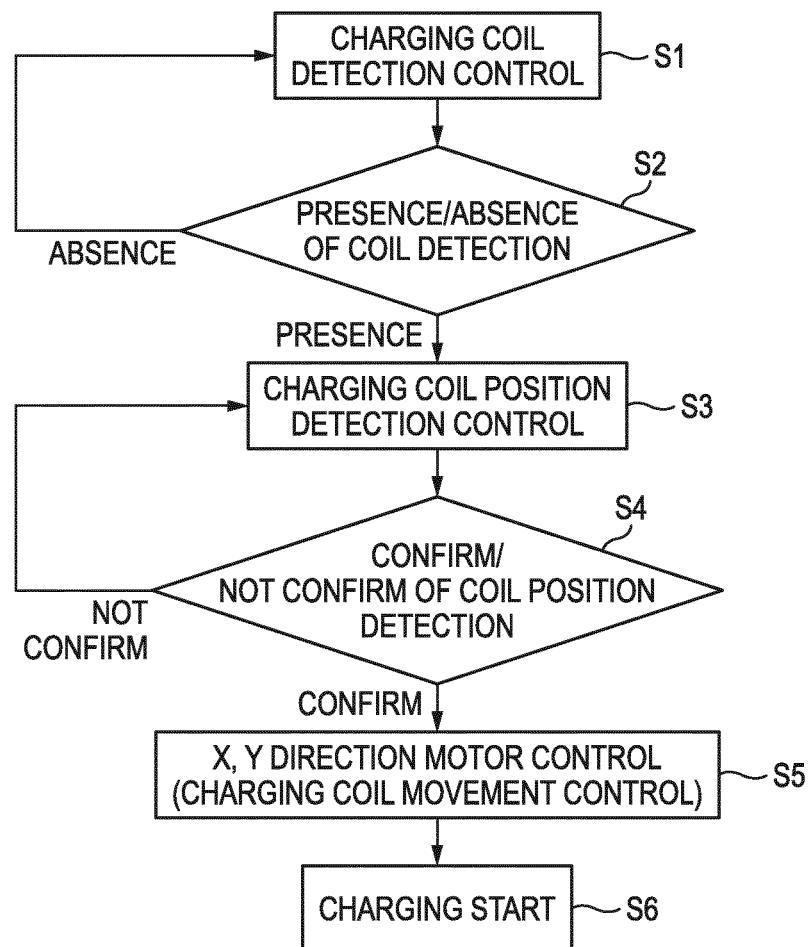 CHARGING COIL
DETECTION CONTROL
S1
S2
PRESENCE/ABSENCE
OF COIL DETECTION
ABSENCE
PRESENCE
CHARGING COIL POSITION
DETECTION CONTROL
S3
S4
CONFIRM/
NOT CONFIRM OF COIL POSITION
DETECTION
NOT
CONFIRM
CONFIRM
X, Y DIRECTION MOTOR CONTROL
(CHARGING COIL MOVEMENT CONTROL)
S5
CHARGING START
S6